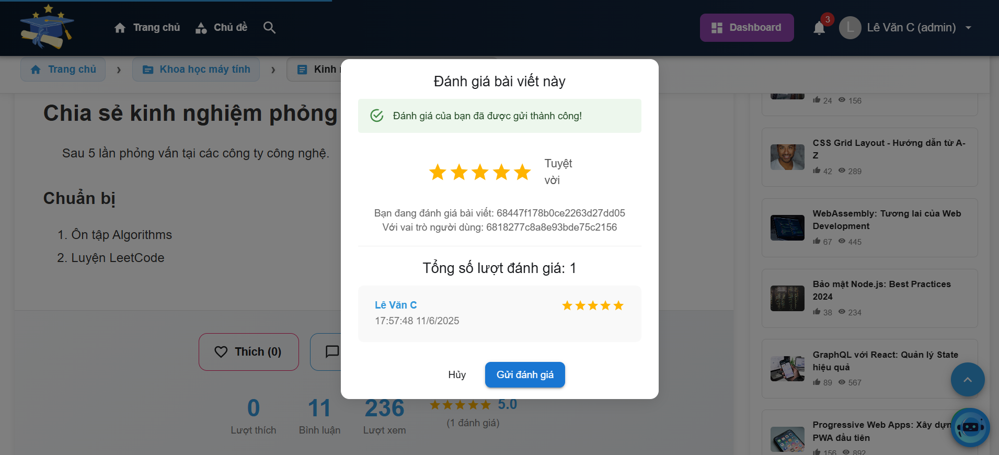 Trang chủ
Chủ đề
Dashboard
3
L
Lê Văn C (admin)
Trang chủ
›
Khoa học máy tính
›
Kinh
Đánh giá bài viết này
Đánh giá của bạn đã được gửi thành công!
Tuyệt
vời
Bạn đang đánh giá bài viết: 68447f178b0ce2263d27dd05
Với vai trò người dùng: 6818277c8a8e93bde75c2156
Tổng số lượt đánh giá: 1
Lê Văn C
17:57:48 11/6/2025
Hủy
Gửi đánh giá
Chia sẻ kinh nghiệm phỏng
Sau 5 lần phỏng vấn tại các công ty công nghệ.
Chuẩn bị
1. Ôn tập Algorithms
2. Luyện LeetCode
Thích (0)
0
Lượt thích
11
Bình luận
236
Lượt xem
5.0
(1 đánh giá)
24 156
CSS Grid Layout - Hướng dẫn từ A-
Z
42 289
WebAssembly: Tương lai của Web
Development
67 445
Bảo mật Node.js: Best Practices
2024
38 234
GraphQL với React: Quản lý State
hiệu quả
89 567
Progressive Web Apps: Xây dựn
PWA đầu tiên
156 892